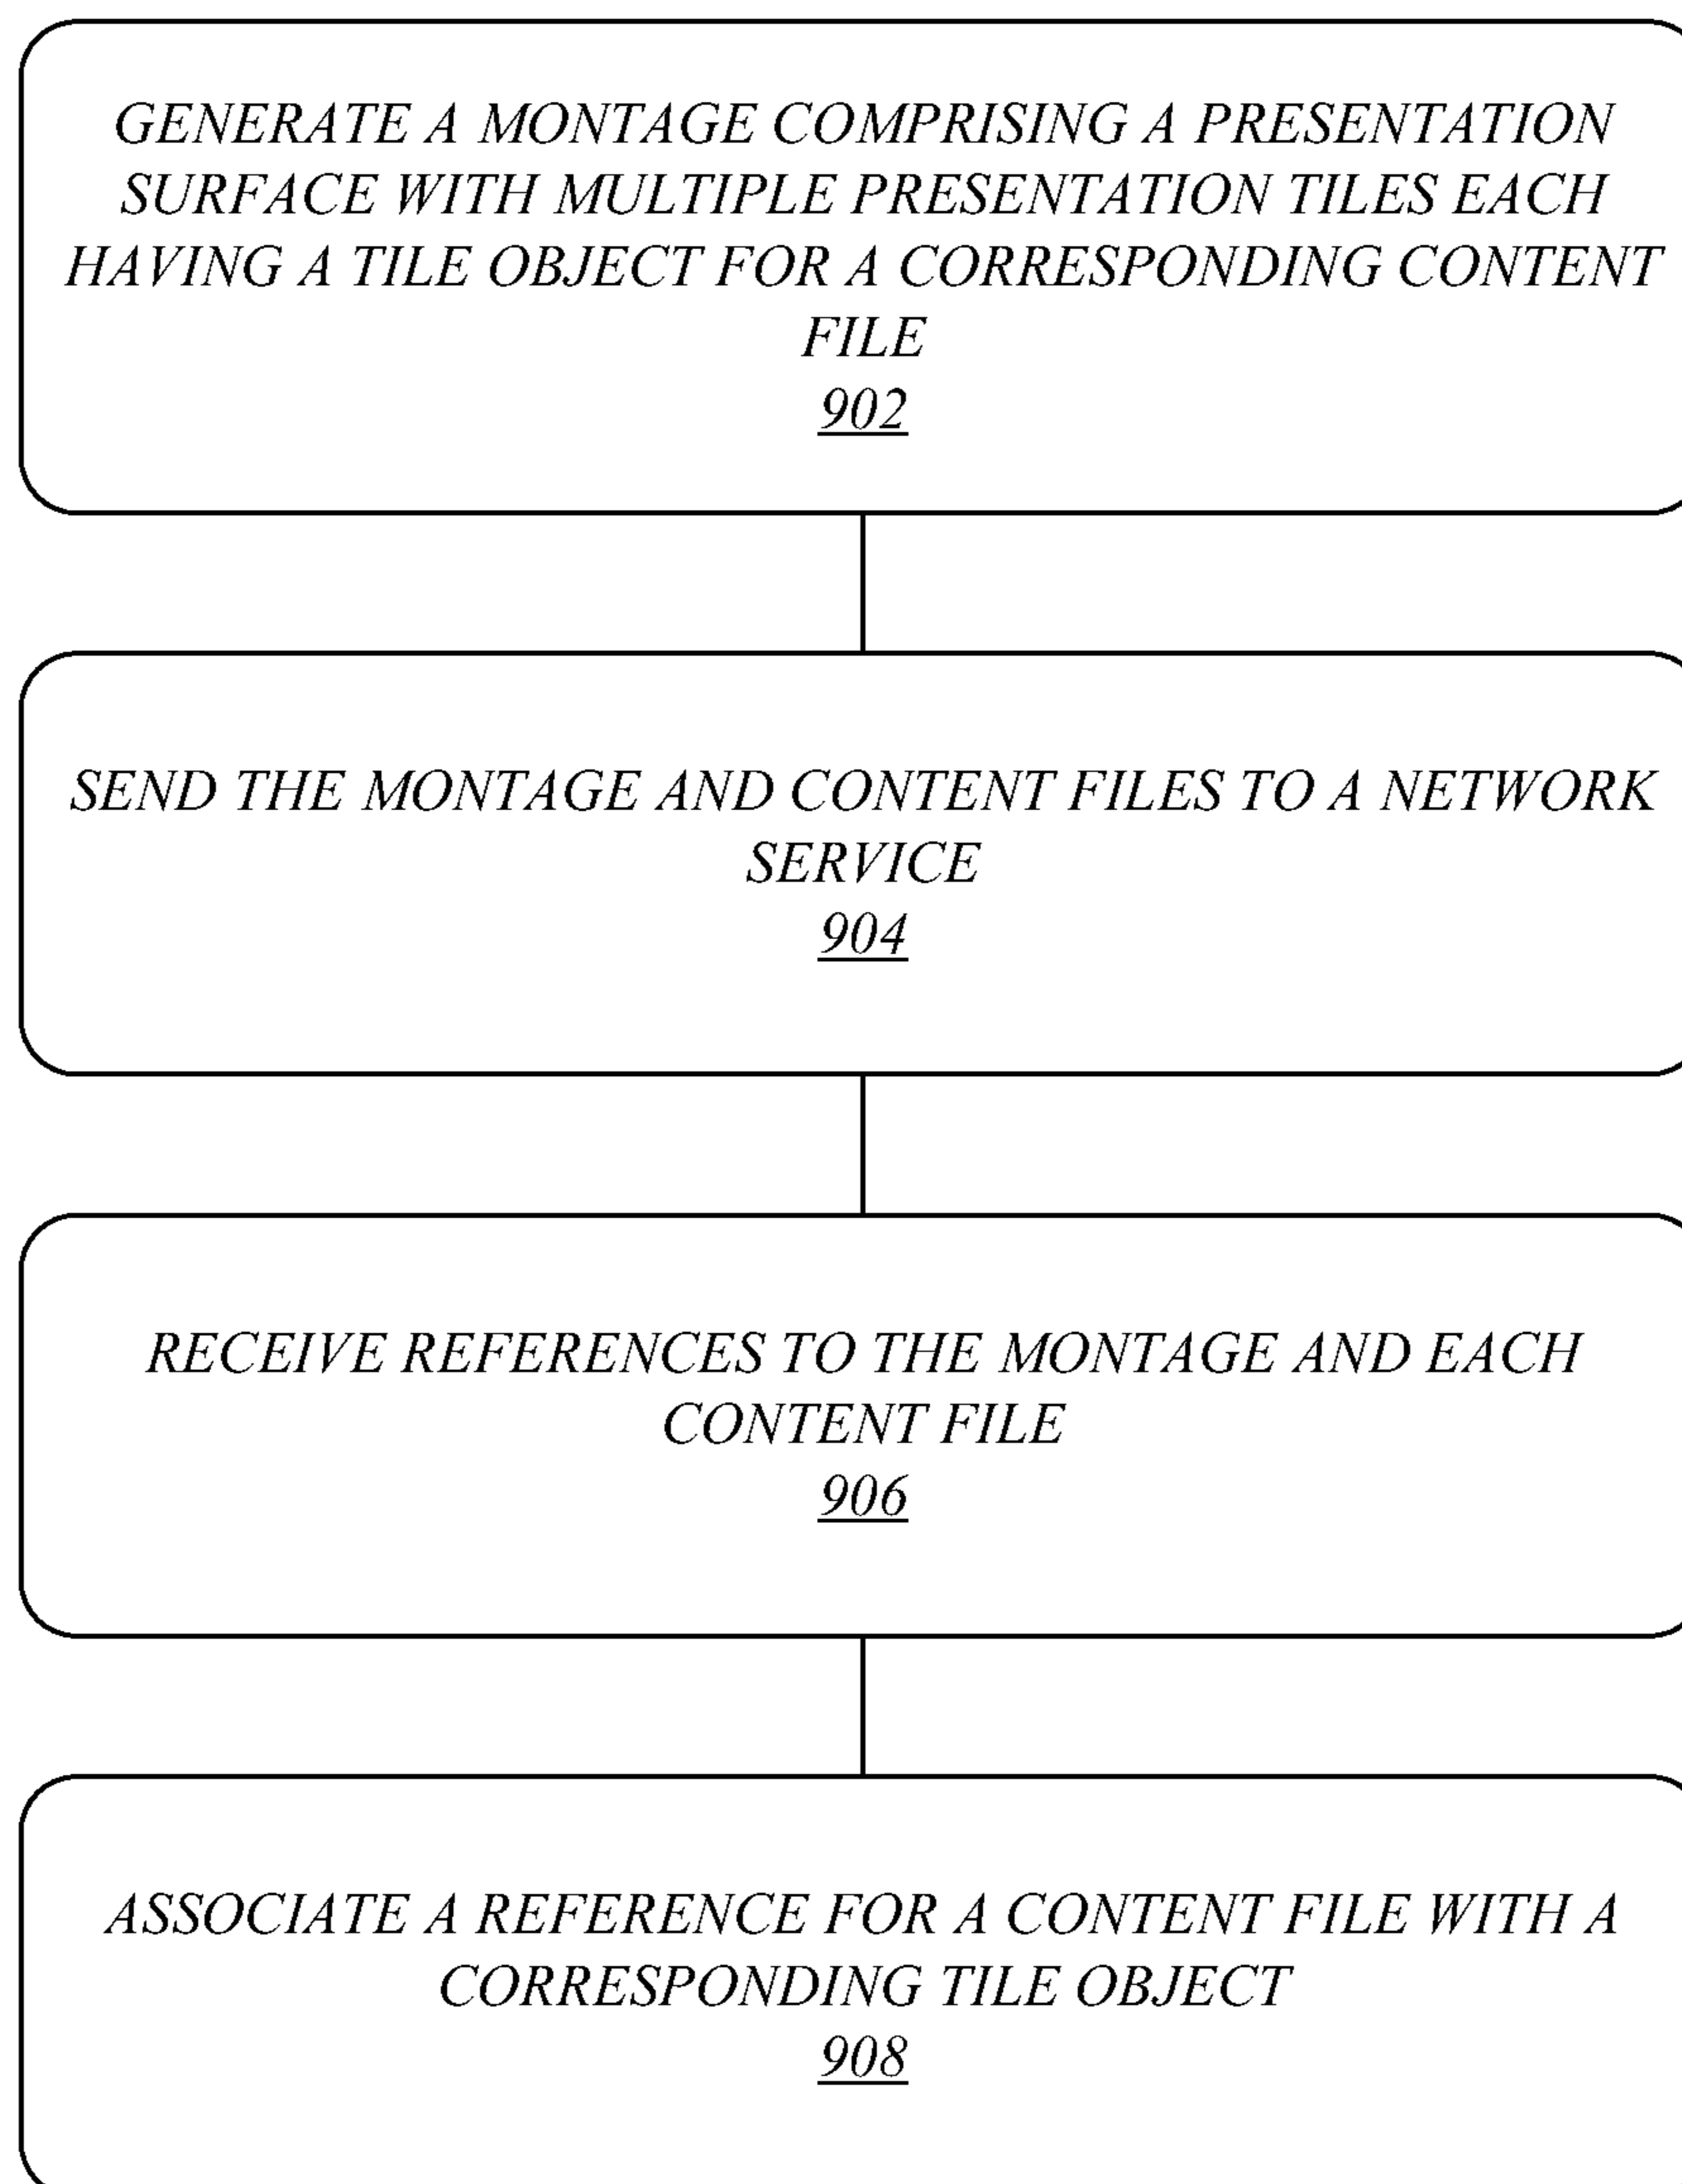 GENERATE A MONTAGE COMPRISING A PRESENTATION
SURFACE WITH MULTIPLE PRESENTATION TILES EACH
HAVING A TILE OBJECT FOR A CORRESPONDING CONTENT
FILE
902
SEND THE MONTAGE AND CONTENT FILES TO A NETWORK
SERVICE
904
RECEIVE REFERENCES TO THE MONTAGE AND EACH
CONTENT FILE
906
ASSOCIATE A REFERENCE FOR A CONTENT FILE WITH A
CORRESPONDING TILE OBJECT
908